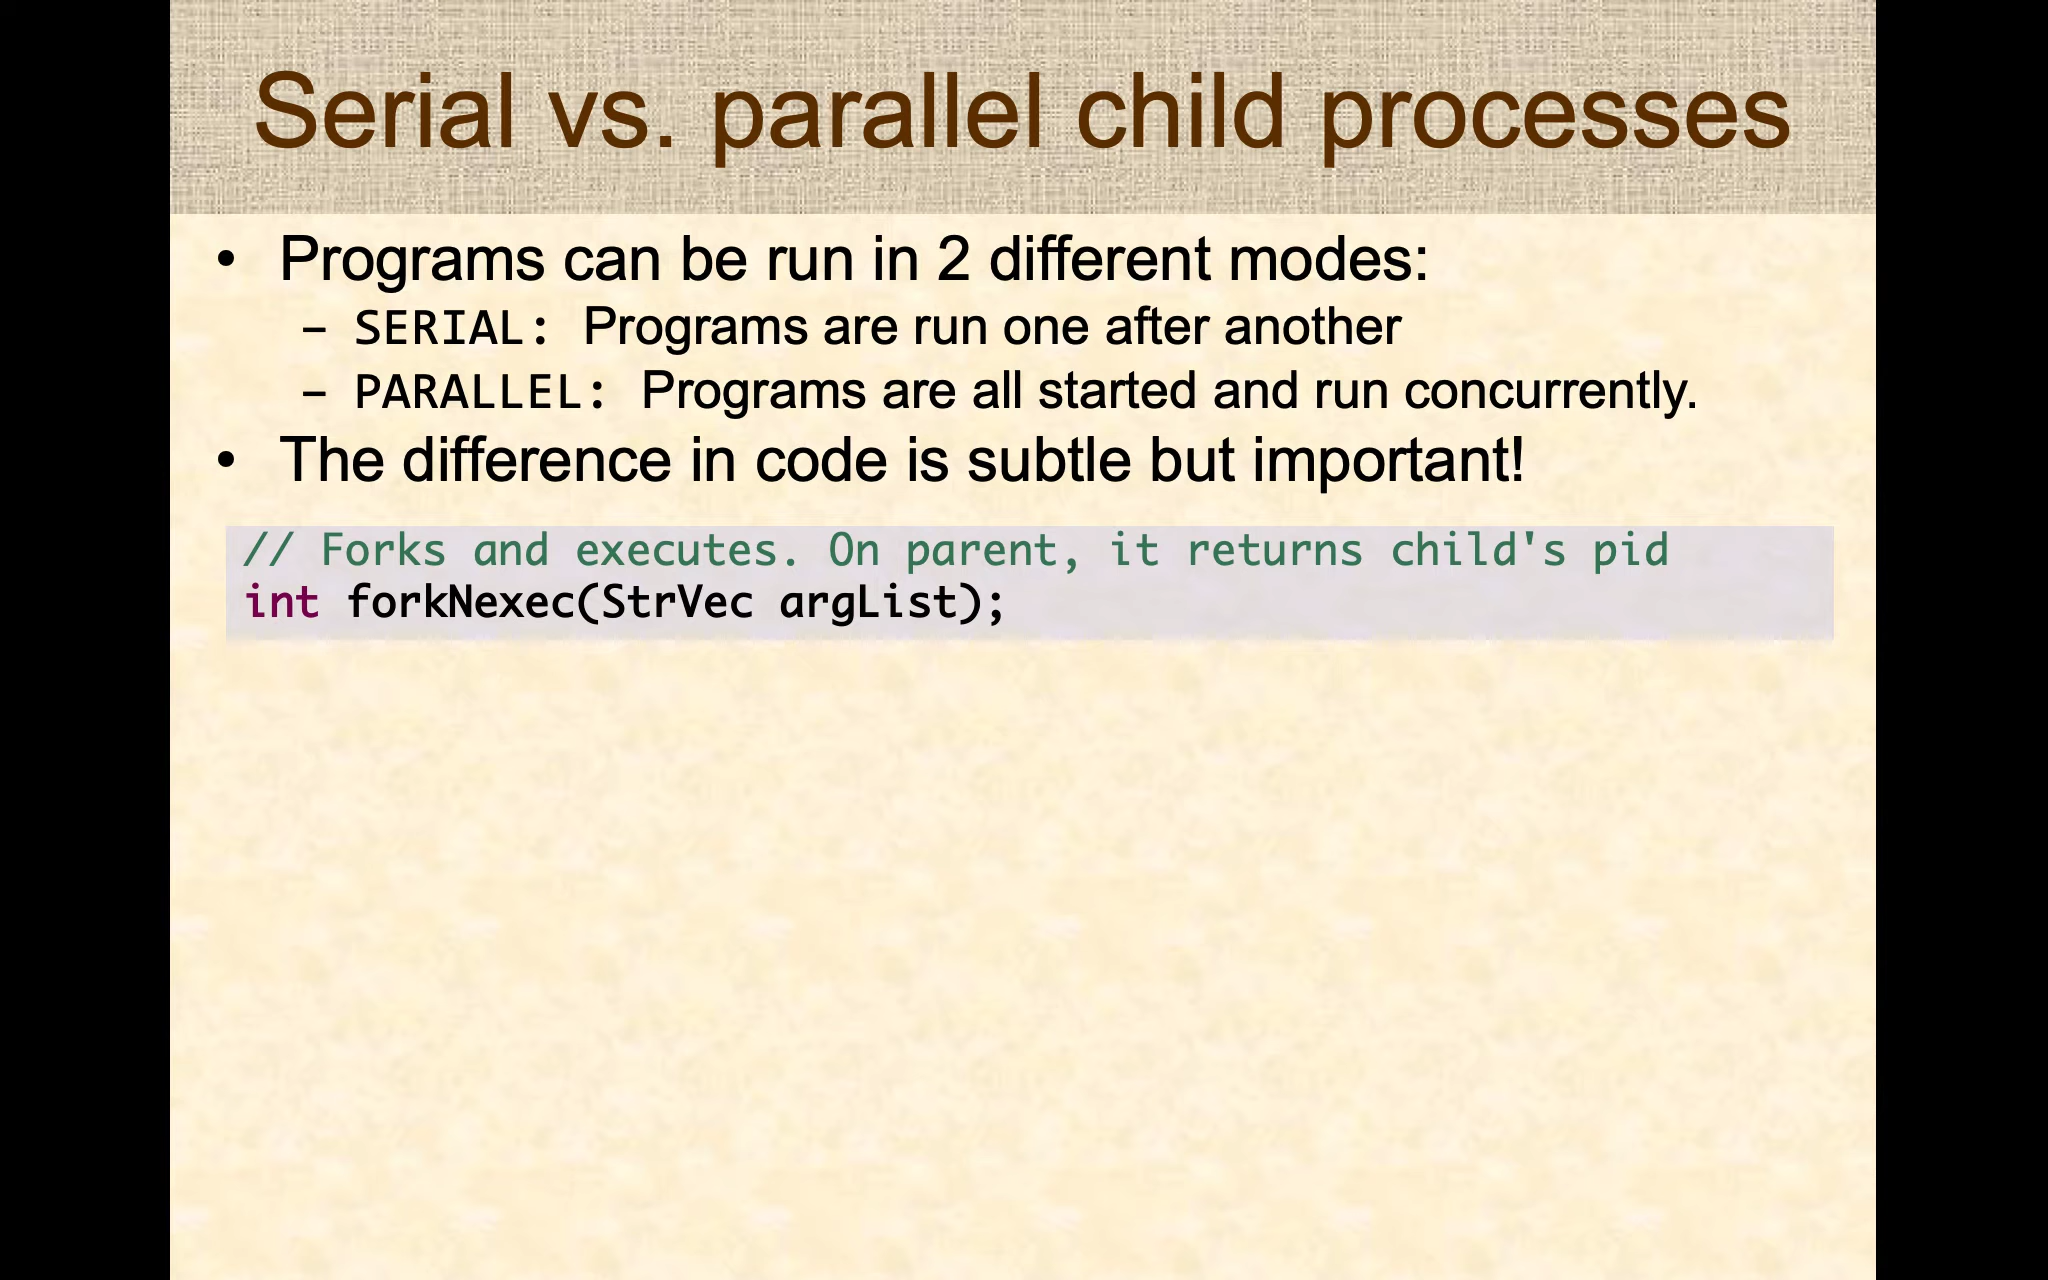 Serial vs. parallel child processes
• Programs can be run in 2 different modes:
– SERIAL: Programs are run one after another
– PARALLEL: Programs are all started and run concurrently.
• The difference in code is subtle but important!
// Forks and executes. On parent, it returns child's pid
int forkNexec(StrVec argList);